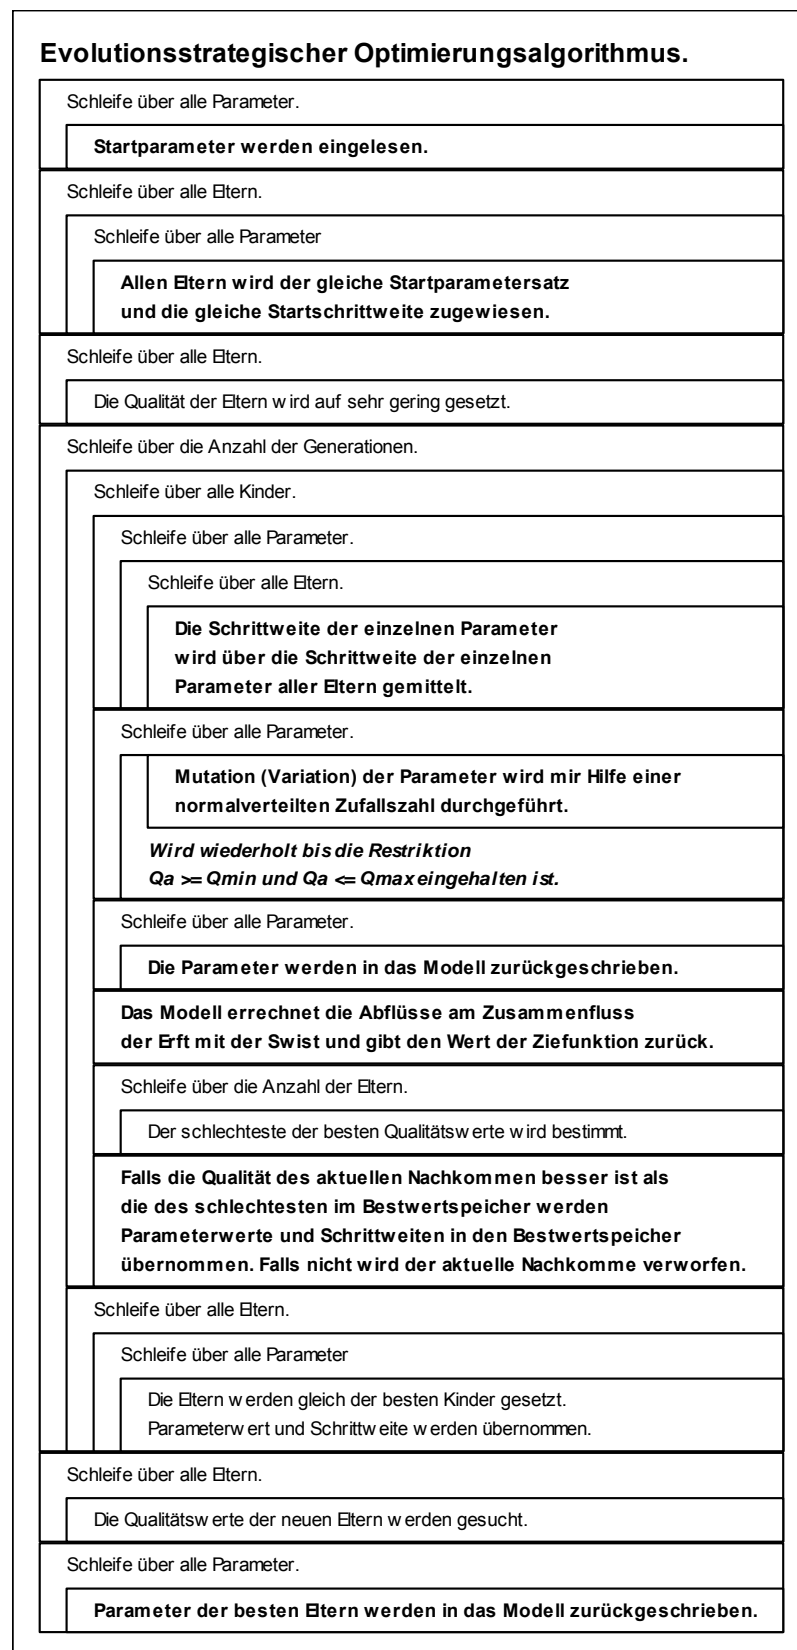 Evolutionsstrategischer Optimierungsalgorithmus.
Schleife über alle Parameter.
Startparameter werden eingelesen.
Schleife über alle Eltern.
Schleife über alle Parameter
Allen Eltern wird der gleiche Startparametersatz
und die gleiche Startschrittweite zugewiesen.
Schleife über alle Eltern.
Die Qualität der Eltern wird auf sehr gering gesetzt.
Schleife über die Anzahl der Generationen.
Schleife über alle Kinder.
Schleife über alle Parameter.
Schleife über alle Eltern.
Die Schrittweite der einzelnen Parameter
wird über die Schrittweite der einzelnen
Parameter aller Eltern gemittelt.
Schleife über alle Parameter.
Mutation (Variation) der Parameter wird mir Hilfe einer
normalverteilten Zufallszahl durchgeführt.
Wird wiederholt bis die Restriktion
Qa >= Qmin und Qa <= Qmax eingehalten ist.
Schleife über alle Parameter.
Die Parameter werden in das Modell zurückgeschrieben.
Das Modell errechnet die Abflüsse am Zusammenfluss
der Erft mit der Swist und gibt den Wert der Ziefunktion zurück.
Schleife über die Anzahl der Eltern.
Der schlechteste der besten Qualitätswerte wird bestimmt.
Falls die Qualität des aktuellen Nachkommen besser ist als
die des schlechtesten im Bestwertspeicher werden
Parameterwerte und Schrittweiten in den Bestwertspeicher
übernommen. Falls nicht wird der aktuelle Nachkomme verworfen.
Schleife über alle Eltern.
Schleife über alle Parameter
Die Eltern werden gleich der besten Kinder gesetzt.
Parameterwert und Schrittweite werden übernommen.
Schleife über alle Eltern.
Die Qualitätswerte der neuen Eltern werden gesucht.
Schleife über alle Parameter.
Parameter der besten Eltern werden in das Modell zurückgeschrieben.